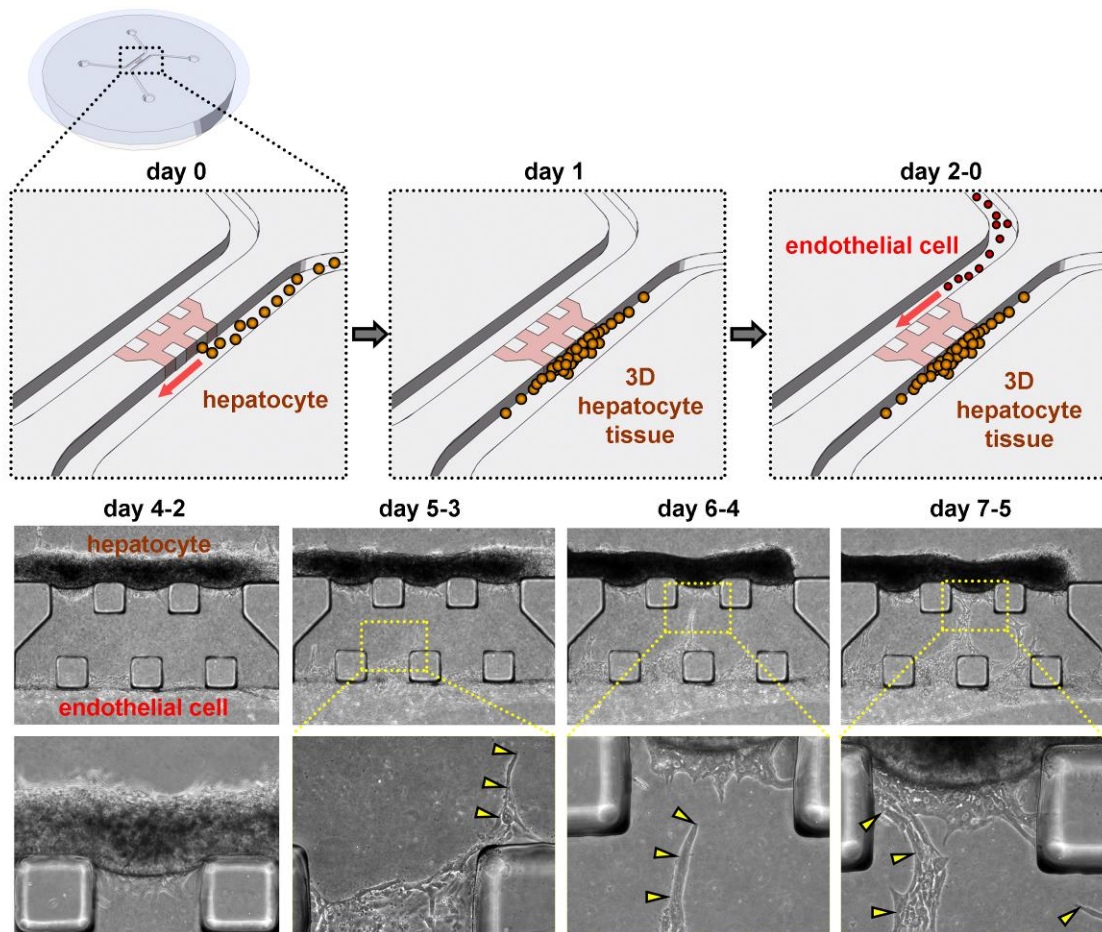 day 0
day 1
day 2-0
endothelial cell
hepatocyte
3D
hepatocyte
tissue
3D
hepatocyte
tissue
day 4-2
day 5-3
day 6-4
day 7-5
hepatocyte
endothelial cell